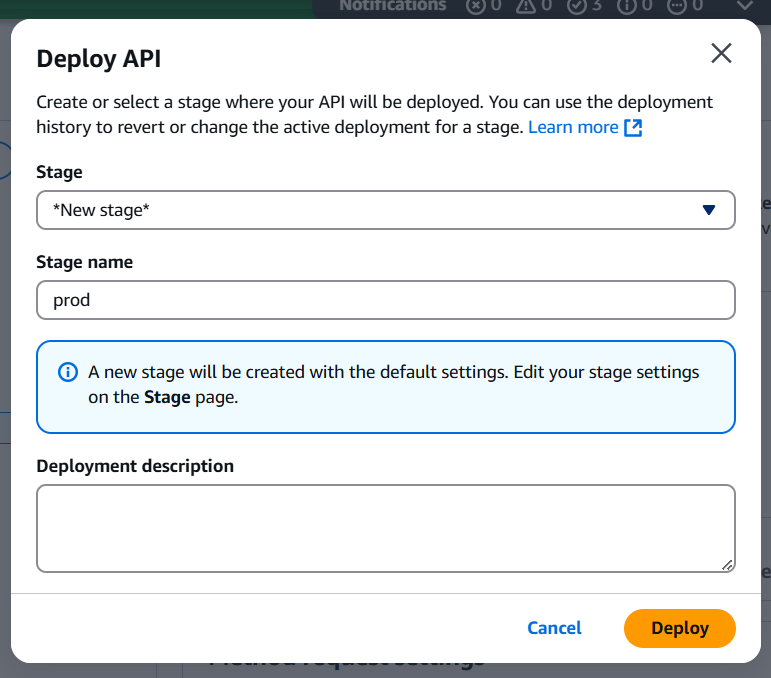 Notifications 0 0 3 0 0
Deploy API
Create or select a stage where your API will be deployed. You can use the deployment
history to revert or change the active deployment for a stage. Learn more
Stage
*New stage*
Stage name
prod
A new stage will be created with the default settings. Edit your stage settings
on the Stage page.
Deployment description
Cancel Deploy
Method request settings